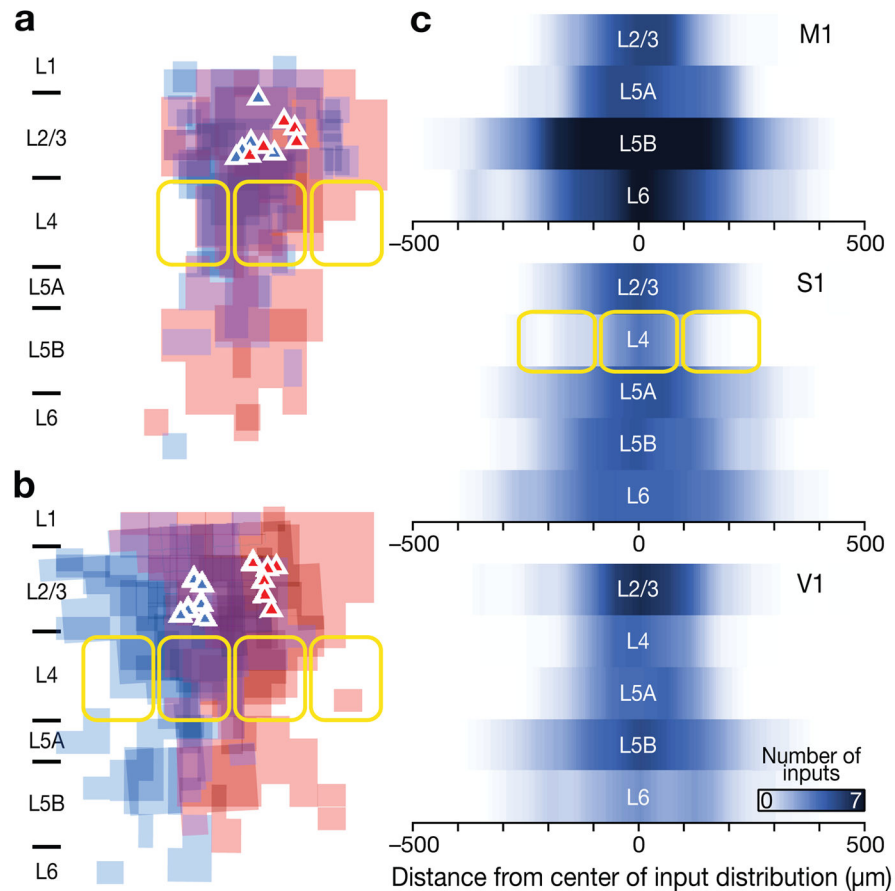 a
L1
L2/3
L4
L5A
L5B
L6
b
L1
L2/3
L4
L5A
L5B
L6
c
M1
L2/3
L5A
L5B
L6
−500 0 500
S1
L2/3
L4
L5A
L5B
L6
−500 0 500
V1
L2/3
L4
L5A
L5B
L6
Number of
inputs
0 7
−500 0 500
Distance from center of input distribution (μm)